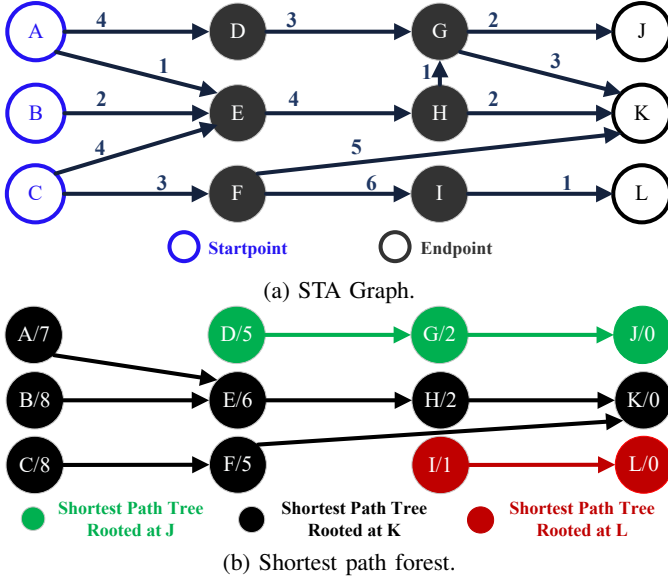 A 4 D 3 G 2 J
1 3
1
B 2 E 4 H 2 K
4 5
C 3 F 6 I 1 L
Startpoint Endpoint
(a) STA Graph.
A/7 D/5 G/2 J/0
B/8 E/6 H/2 K/0
C/8 F/5 I/1 L/0
Shortest Path Tree Shortest Path Tree Shortest Path Tree
Rooted at J Rooted at K Rooted at L
(b) Shortest path forest.